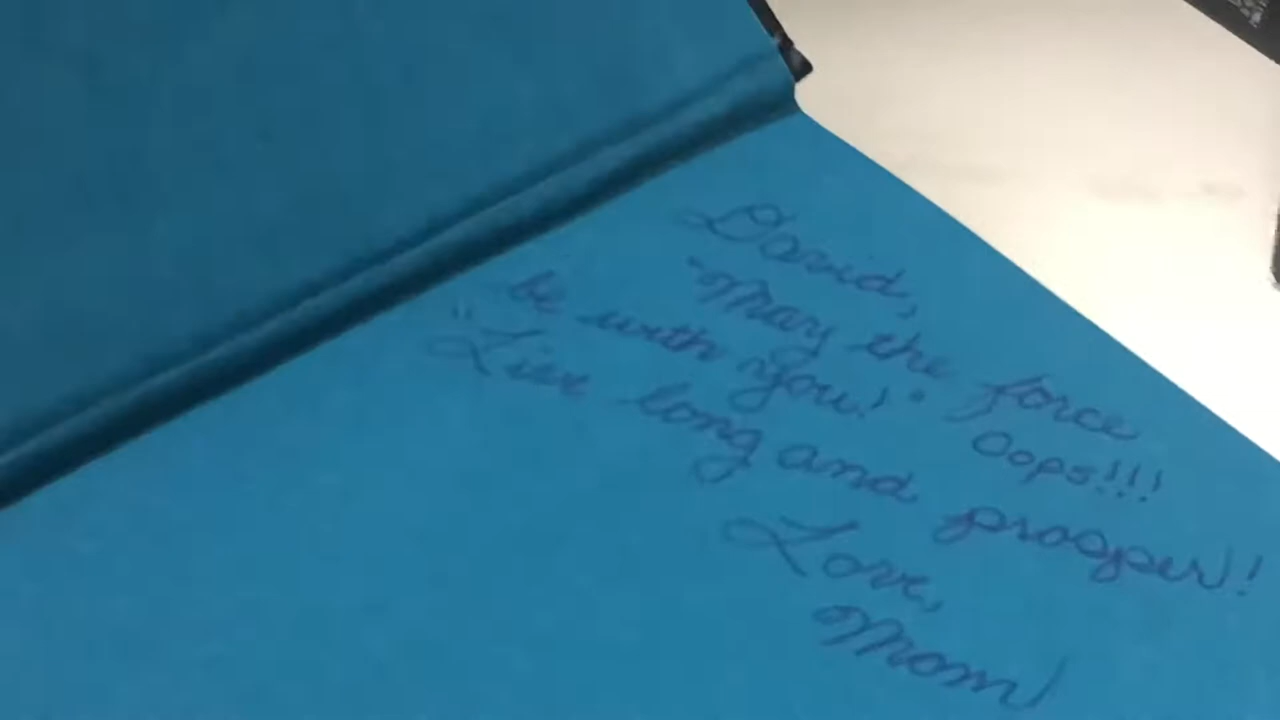 David,
"May the force
be with you!" Oops!!!
"Live long and prosper!
Love,
Mom